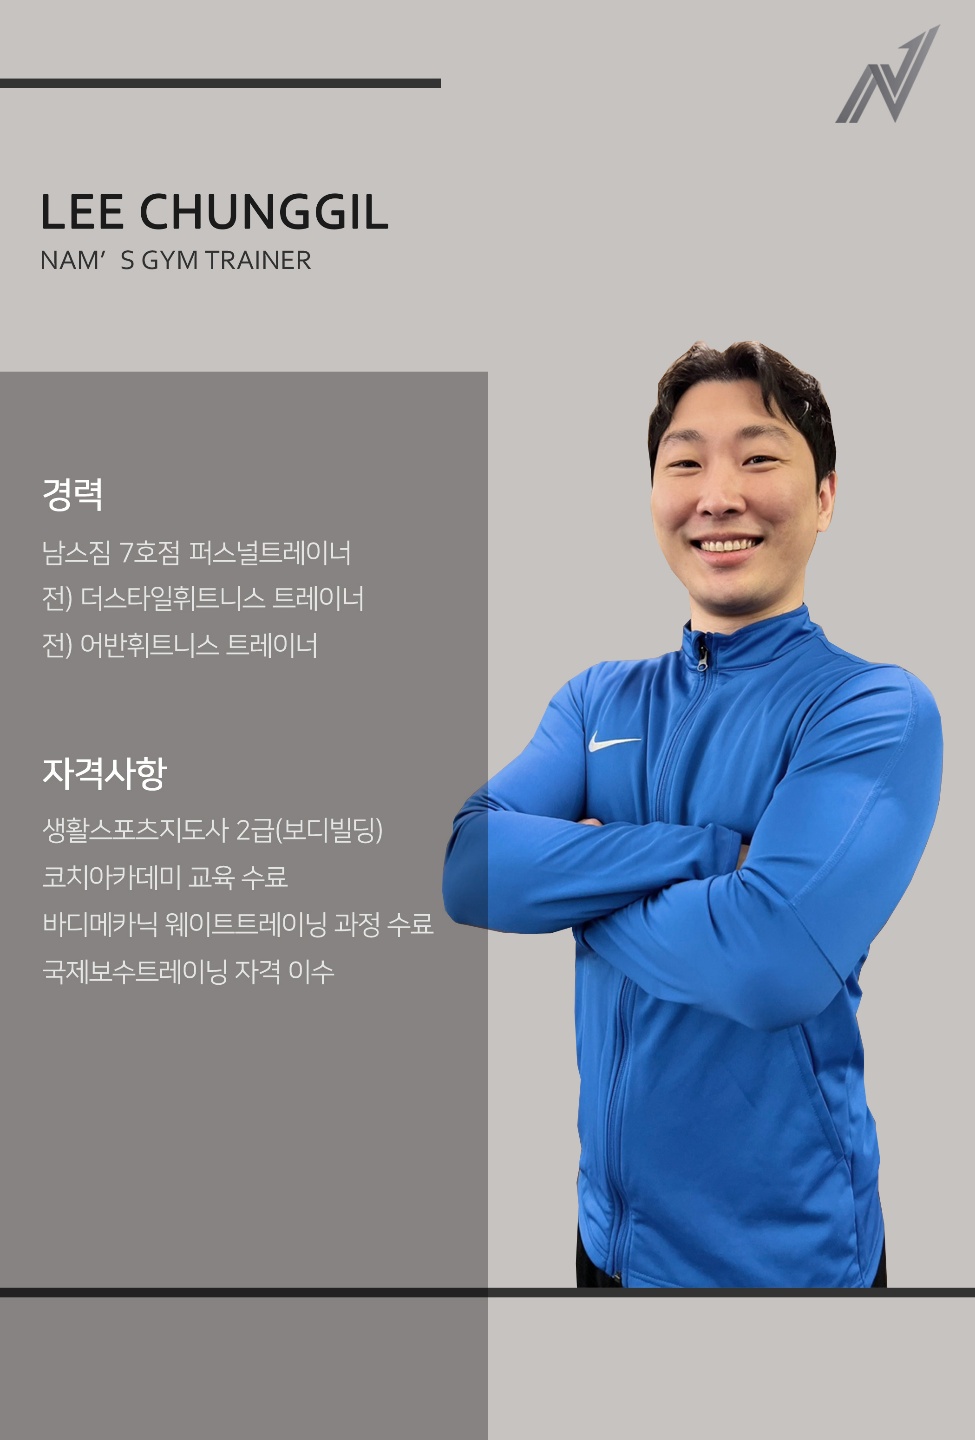 LEE CHUNGGIL
NAM’ S GYM TRAINER
경력
남스짐 7호점 퍼스널트레이너
전) 더스타일휘트니스 트레이너
전) 어반휘트니스 트레이너
자격사항
생활스포츠지도사 2급(보디빌딩)
코치아카데미 교육 수료
바디메카닉 웨이트트레이닝 과정 수료
국제보수트레이닝 자격 이수